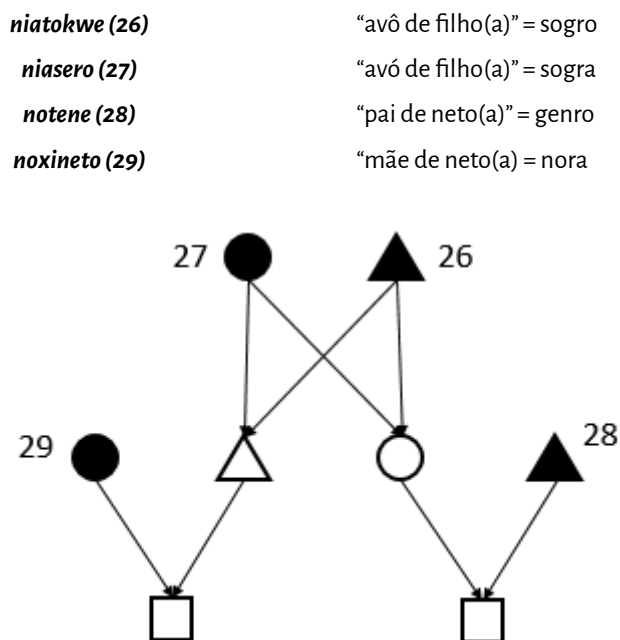 niatokwe (26) “avô de filho(a)” = sogro
niasero (27) “avó de filho(a)” = sogra
notene (28) “pai de neto(a)” = genro
noxineto (29) “mãe de neto(a) = nora
27 26
29 28